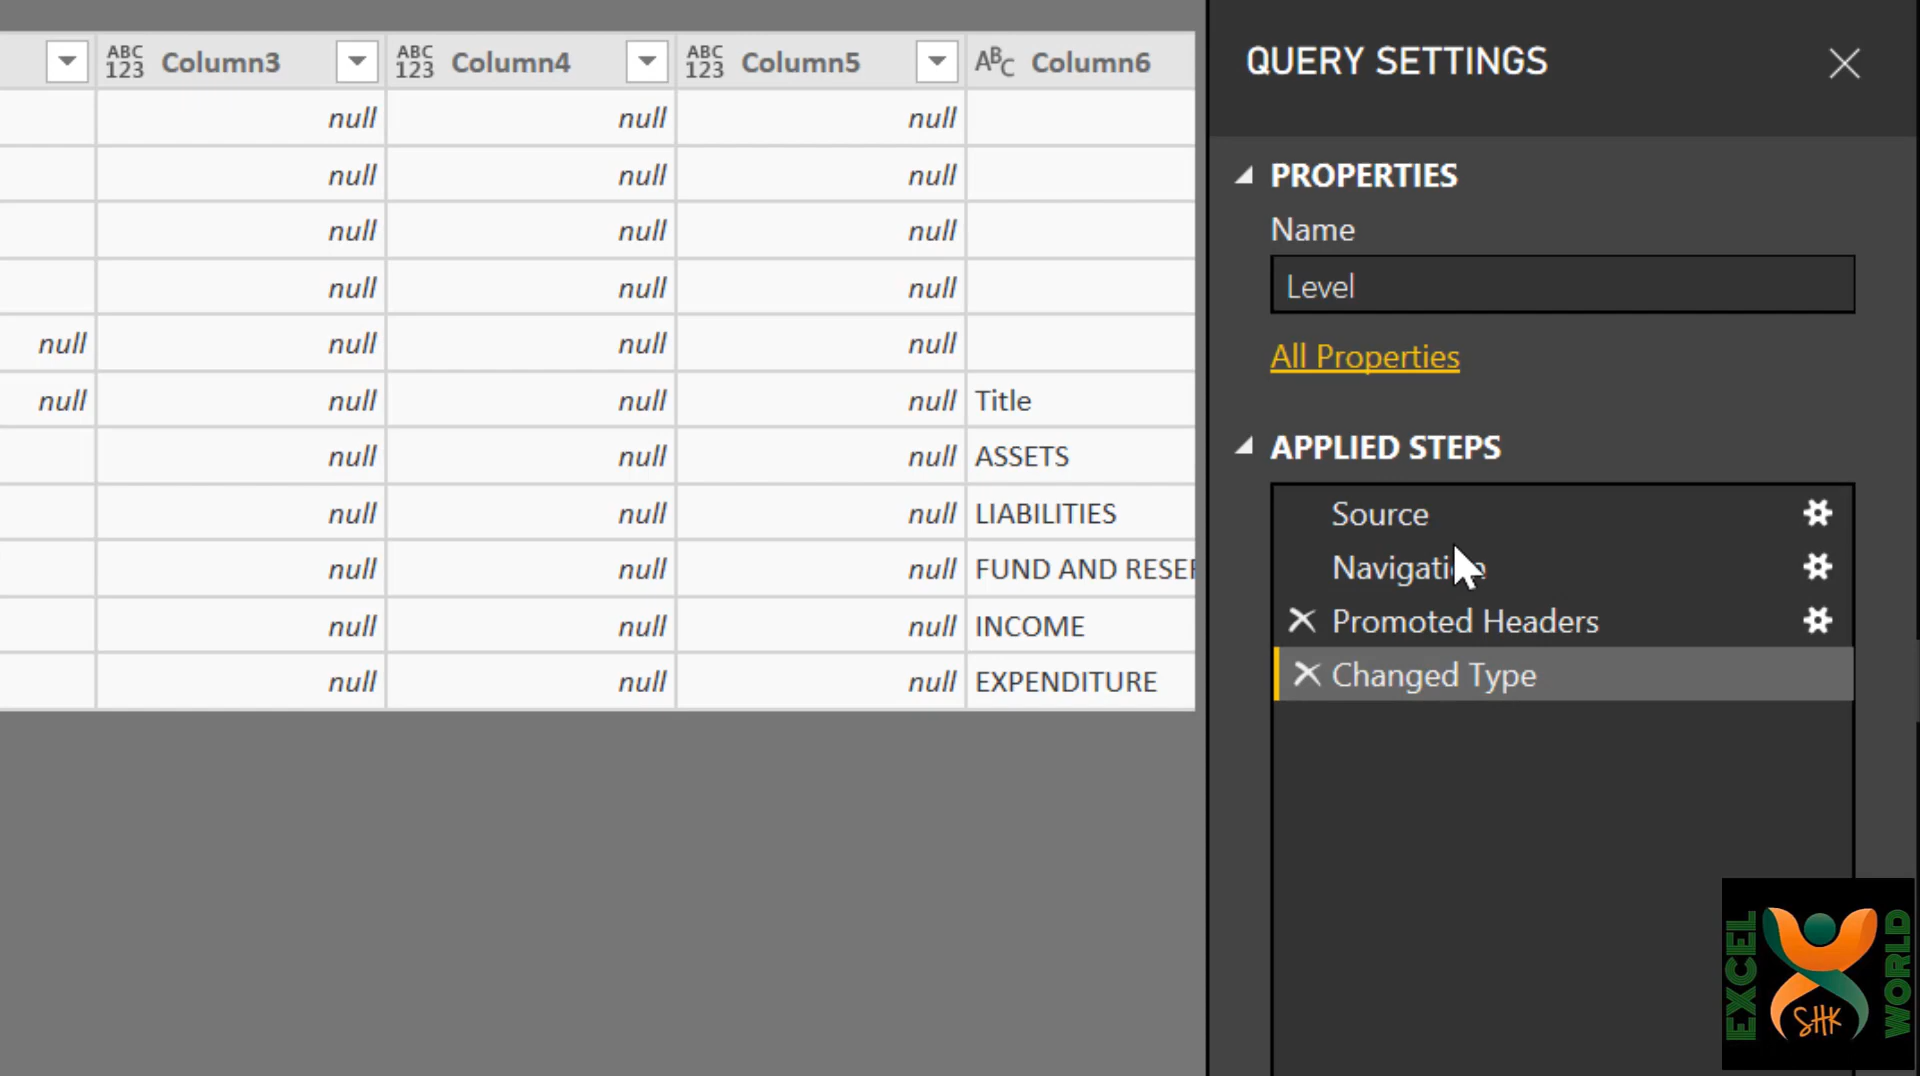 ABC 123 Column3 ABC 123 Column4 ABC 123 Column5 ABC Column6
null null null
null null null
null null null
null null null
null null null null
null null null null Title
null null null ASSETS
null null null LIABILITIES
null null null FUND AND RESER
null null null INCOME
null null null EXPENDITURE
QUERY SETTINGS
PROPERTIES
Name
Level
All Properties
APPLIED STEPS
Source
Navigation
Promoted Headers
Changed Type
EXCEL
WORLD
SHK